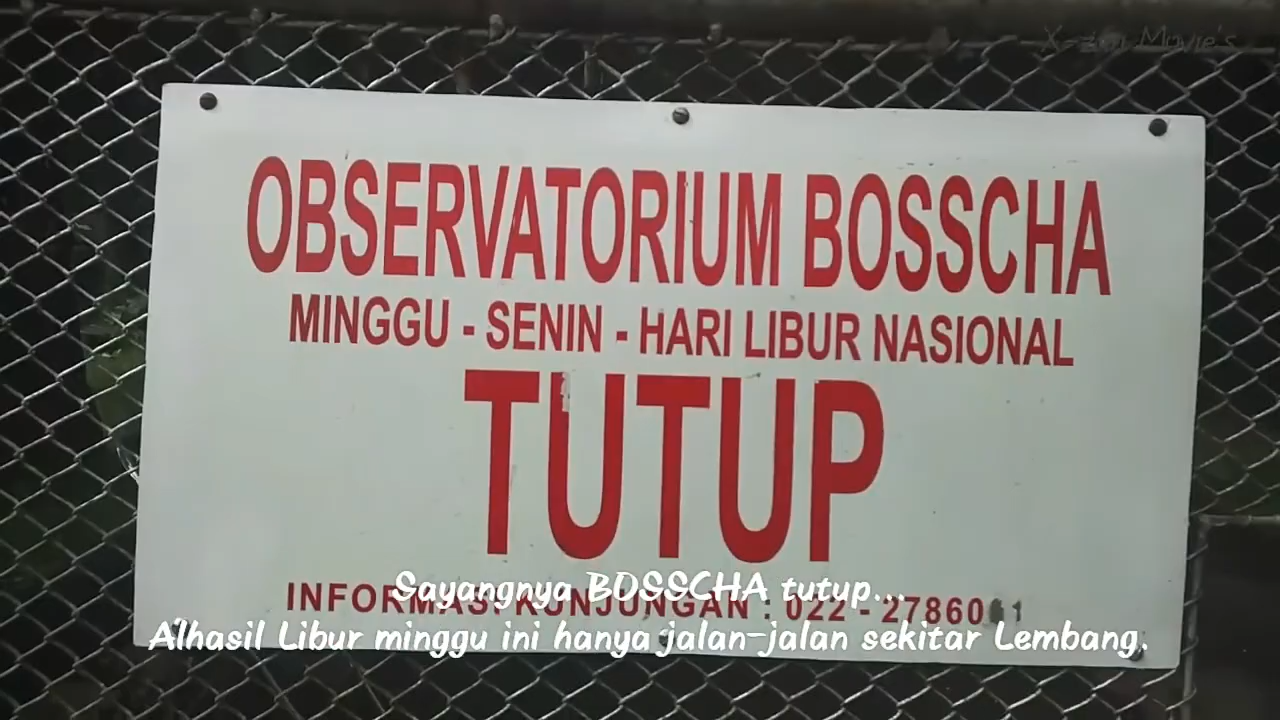 OBSERVATORIUM BOSSCHA
MINGGU - SENIN - HARI LIBUR NASIONAL
TUTUP
INFORMASI KUNJUNGAN : 022 -
Sayangnya BOSSCHA tutup...
Alhasil Libur minggu ini hanya jalan-jalan sekitar Lembang.